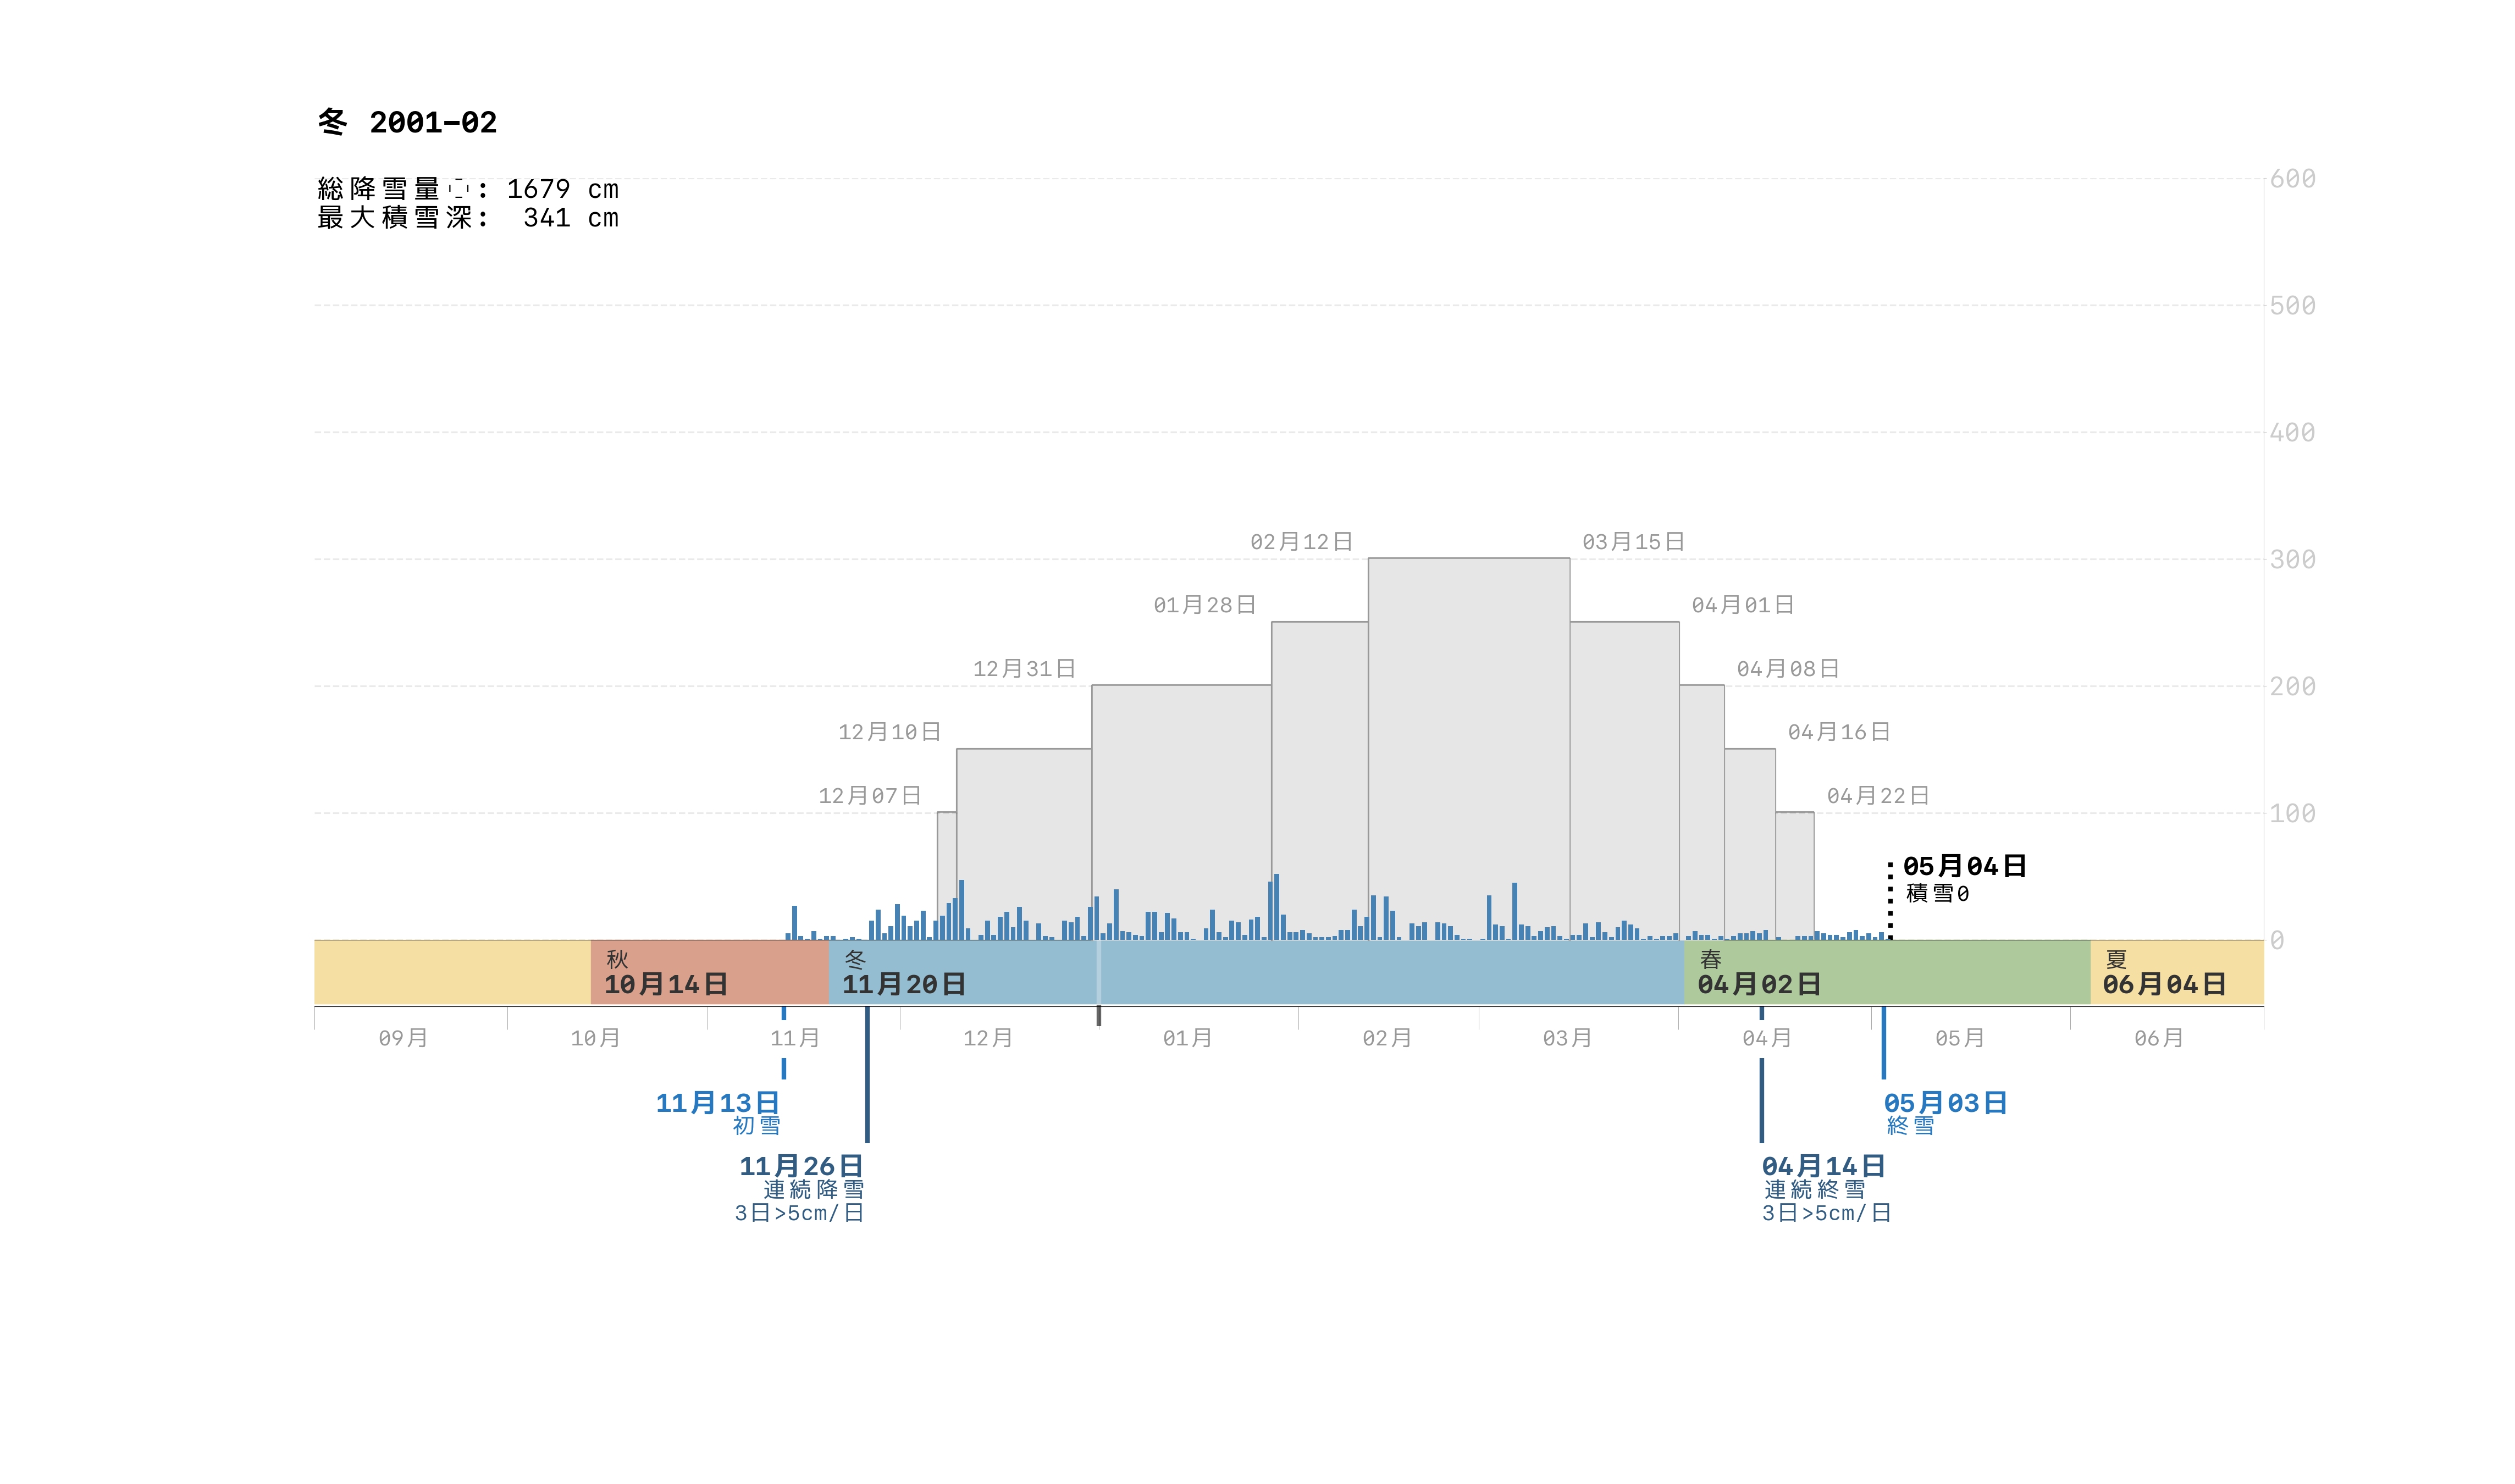 冬 2001-02
総降雪量 : 1679 cm
最大積雪深: 341 cm
600
500
400
300
200
100
0
02月12日
03月15日
01月28日
04月01日
12月31日
04月08日
12月10日
04月16日
12月07日
04月22日
05月04日
積雪0
秋
10月14日
冬
11月20日
春
04月02日
夏
06月04日
09月
10月
11月
12月
01月
02月
03月
04月
05月
06月
11月13日
初雪
05月03日
終雪
11月26日
連続降雪
3日>5cm/日
04月14日
連続終雪
3日>5cm/日